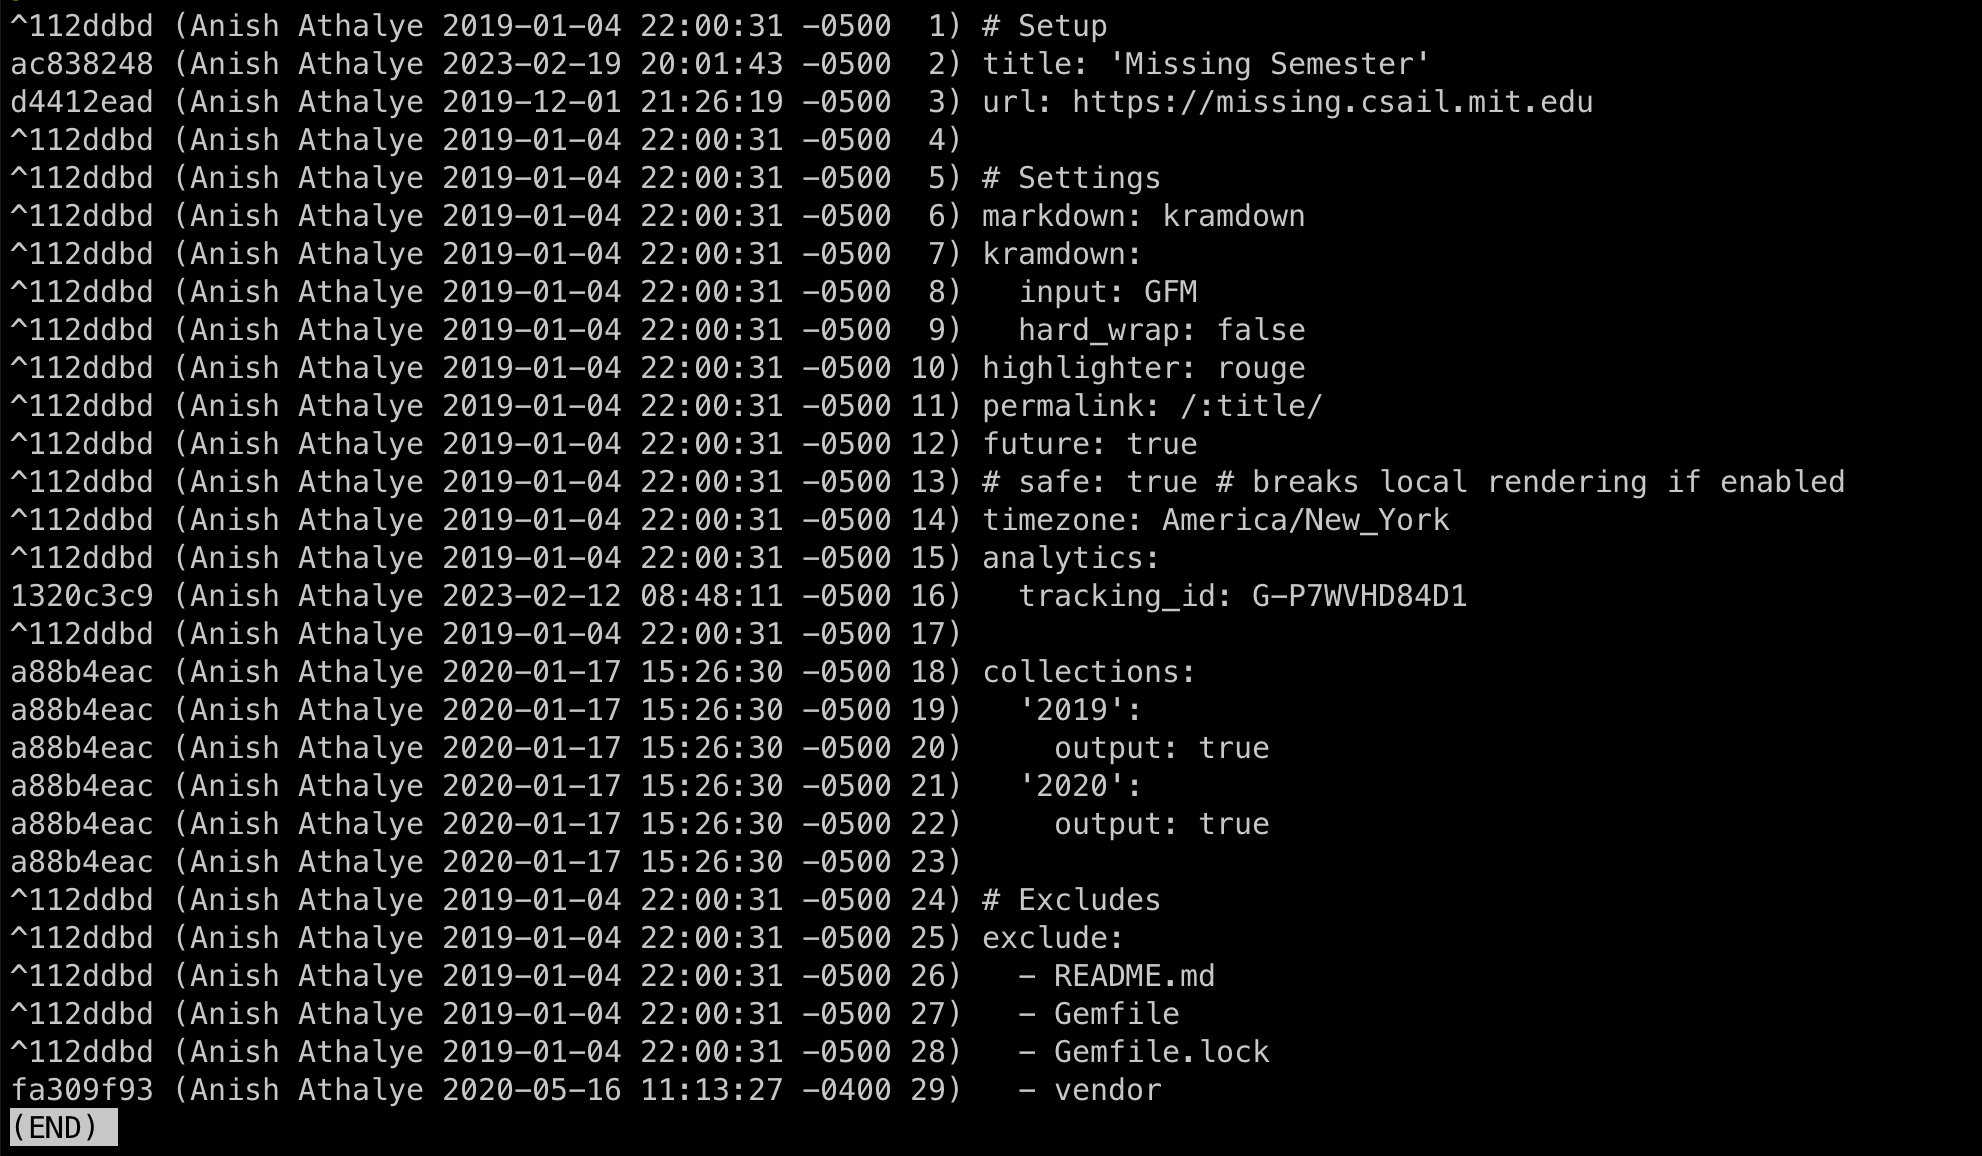 ^112ddbd (Anish Athalye 2019-01-04 22:00:31 -0500  1) # Setup
ac838248 (Anish Athalye 2023-02-19 20:01:43 -0500  2) title: 'Missing Semester'
d4412ead (Anish Athalye 2019-12-01 21:26:19 -0500  3) url: https://missing.csail.mit.edu
^112ddbd (Anish Athalye 2019-01-04 22:00:31 -0500  4)
^112ddbd (Anish Athalye 2019-01-04 22:00:31 -0500  5) # Settings
^112ddbd (Anish Athalye 2019-01-04 22:00:31 -0500  6) markdown: kramdown
^112ddbd (Anish Athalye 2019-01-04 22:00:31 -0500  7) kramdown:
^112ddbd (Anish Athalye 2019-01-04 22:00:31 -0500  8)   input: GFM
^112ddbd (Anish Athalye 2019-01-04 22:00:31 -0500  9)   hard_wrap: false
^112ddbd (Anish Athalye 2019-01-04 22:00:31 -0500 10) highlighter: rouge
^112ddbd (Anish Athalye 2019-01-04 22:00:31 -0500 11) permalink: /:title/
^112ddbd (Anish Athalye 2019-01-04 22:00:31 -0500 12) future: true
^112ddbd (Anish Athalye 2019-01-04 22:00:31 -0500 13) # safe: true # breaks local rendering if enabled
^112ddbd (Anish Athalye 2019-01-04 22:00:31 -0500 14) timezone: America/New_York
^112ddbd (Anish Athalye 2019-01-04 22:00:31 -0500 15) analytics:
1320c3c9 (Anish Athalye 2023-02-12 08:48:11 -0500 16)   tracking_id: G-P7WVHD84D1
^112ddbd (Anish Athalye 2019-01-04 22:00:31 -0500 17)
a88b4eac (Anish Athalye 2020-01-17 15:26:30 -0500 18) collections:
a88b4eac (Anish Athalye 2020-01-17 15:26:30 -0500 19)   '2019':
a88b4eac (Anish Athalye 2020-01-17 15:26:30 -0500 20)     output: true
a88b4eac (Anish Athalye 2020-01-17 15:26:30 -0500 21)   '2020':
a88b4eac (Anish Athalye 2020-01-17 15:26:30 -0500 22)     output: true
a88b4eac (Anish Athalye 2020-01-17 15:26:30 -0500 23)
^112ddbd (Anish Athalye 2019-01-04 22:00:31 -0500 24) # Excludes
^112ddbd (Anish Athalye 2019-01-04 22:00:31 -0500 25) exclude:
^112ddbd (Anish Athalye 2019-01-04 22:00:31 -0500 26)   - README.md
^112ddbd (Anish Athalye 2019-01-04 22:00:31 -0500 27)   - Gemfile
^112ddbd (Anish Athalye 2019-01-04 22:00:31 -0500 28)   - Gemfile.lock
fa309f93 (Anish Athalye 2020-05-16 11:13:27 -0400 29)   - vendor
(END)